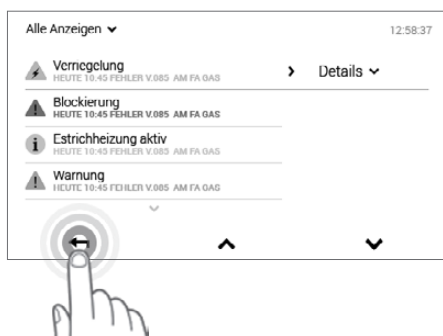 Alle Anzeigen
12:58:37
Verriegelung
HEUTE 10:45 FEHLER V.085 AM FA GAS
Details
Blockierung
HEUTE 10:45 FEHLER V.085 AM FA GAS
Estrichheizung aktiv
HEUTE 10:45 FEHLER V.085 AM FA GAS
Warnung
HEUTE 10:45 FEHLER V.085 AM FA GAS